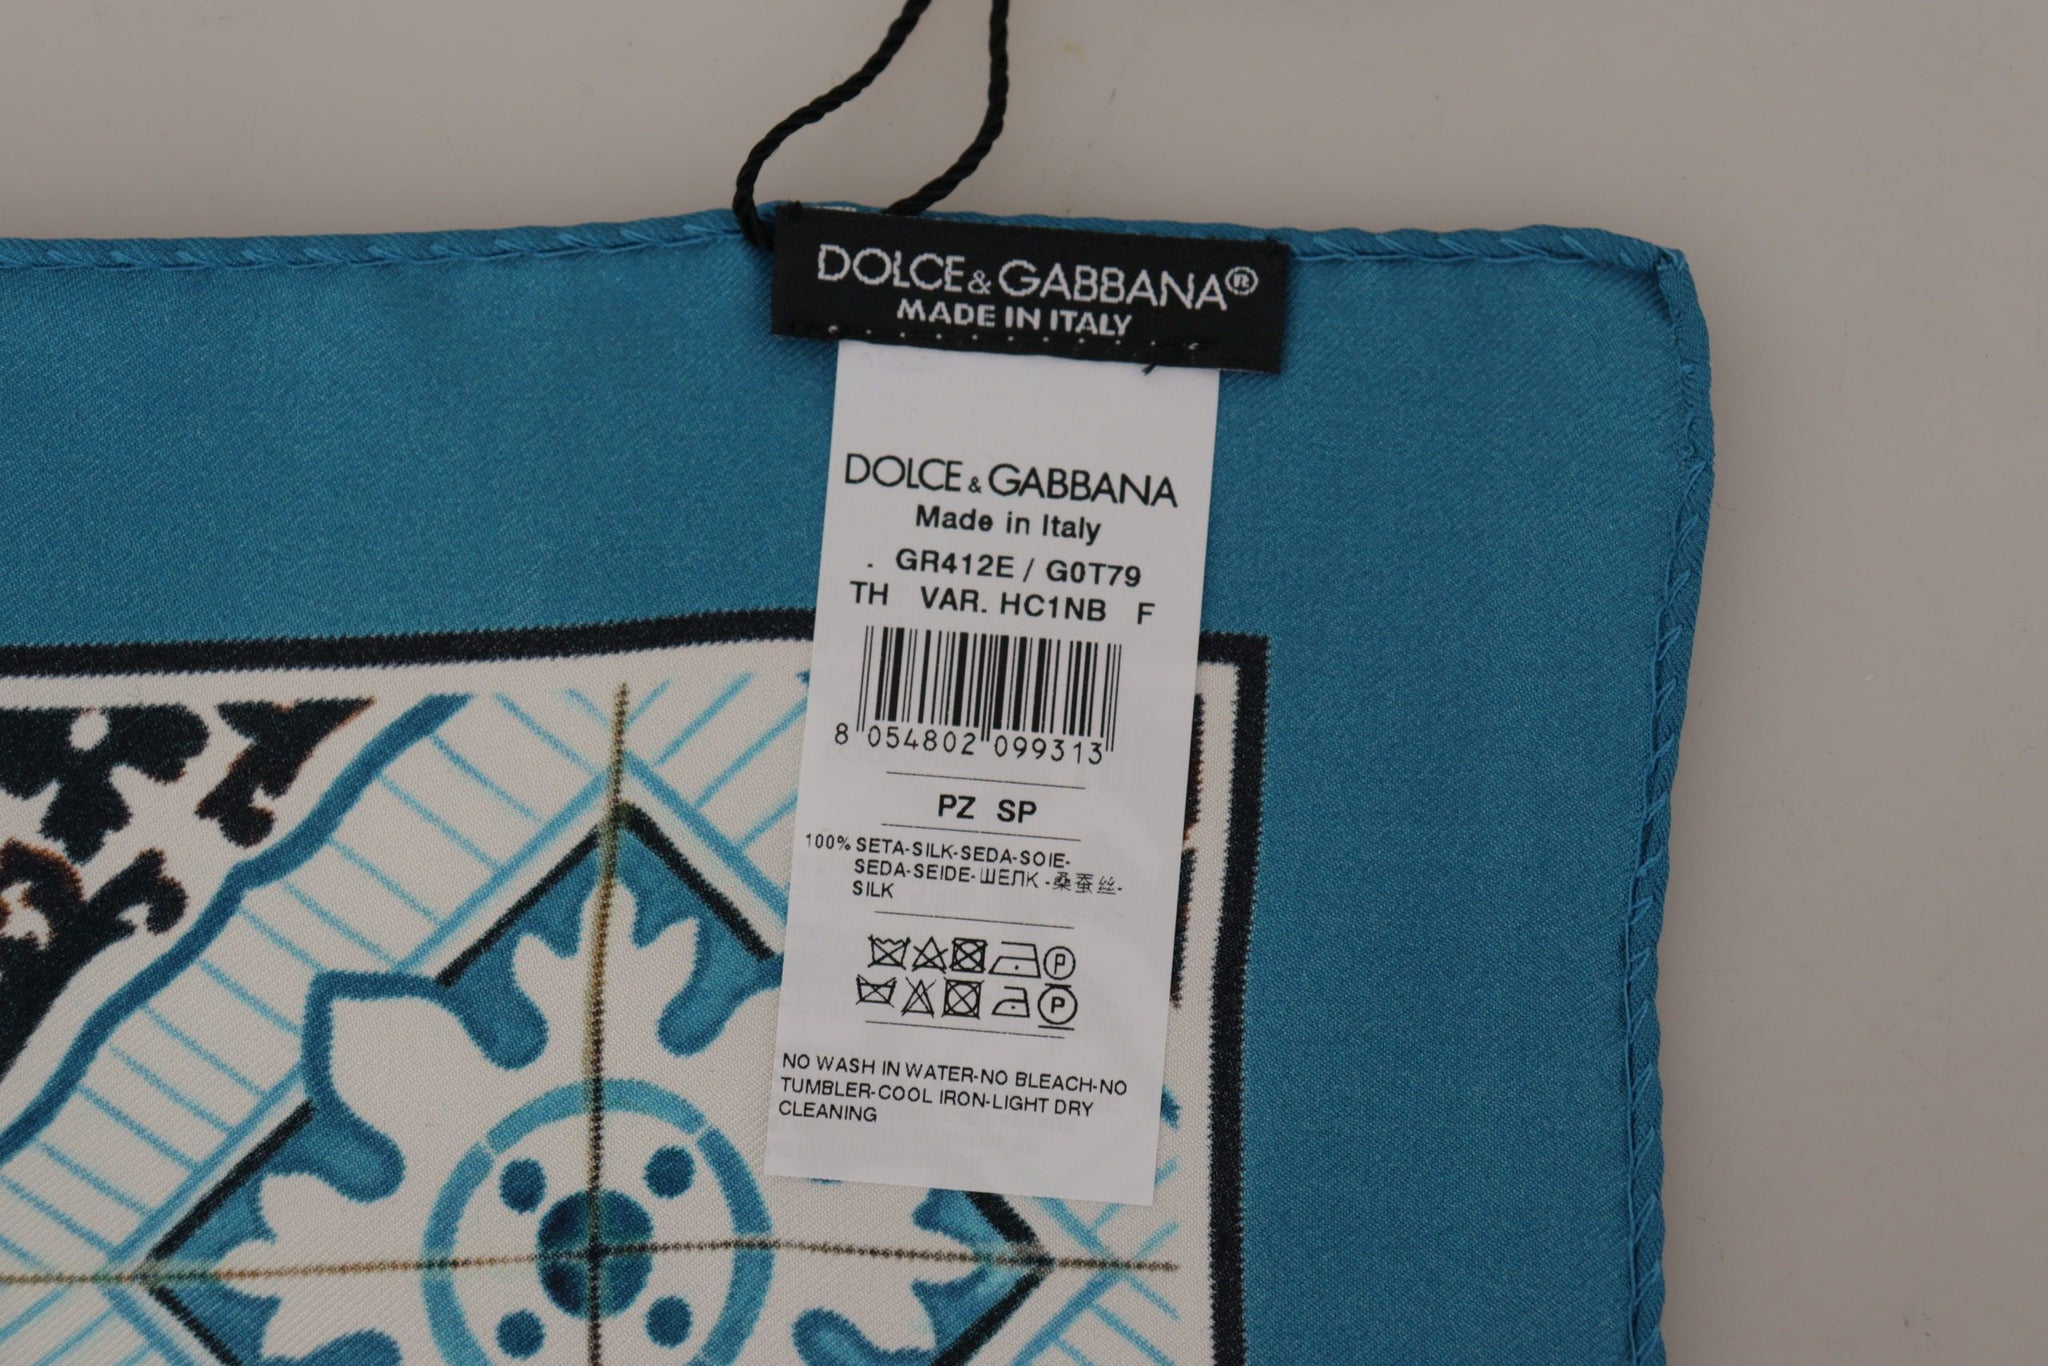 DOLCE&GABBANA®
MADE IN ITALY
DOLCE & GABBANA
Made in Italy
. GR412E / G0T79
TH VAR. HC1NB F
8 054802 099313
PZ SP
100% SETA-SILK-SEDA-SOIE-
SEDA-SEIDE-ШЕЛК -桑蚕丝-
SILK
P
P
NO WASH IN WATER-NO BLEACH-NO
TUMBLER-COOL IRON-LIGHT DRY
CLEANING